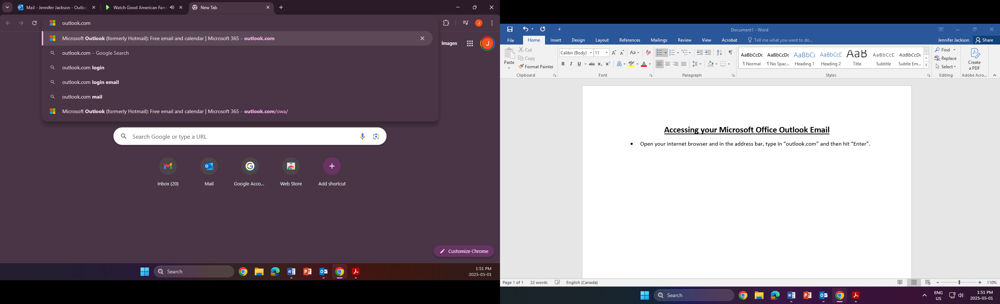 Mail - Jennifer Jackson - Outloo
Watch Good American Fam
New Tab
outlook.com
Microsoft Outlook (formerly Hotmail): Free email and calendar | Microsoft 365 - outlook.com
outlook.com - Google Search
outlook.com login
outlook.com login email
outlook.com mail
Microsoft Outlook (formerly Hotmail): Free email and calendar | Microsoft 365 - outlook.com/owa/
Images
J
J
Search Google or type a URL
Inbox (20)
Mail
Google Acco...
Web Store
Add shortcut
Customize Chrome
Search
1:51 PM
2025-05-01
Document1 - Word
File
Home
Insert
Design
Layout
References
Mailings
Review
View
Acrobat
Tell me what you want to do...
Jennifer Jackson
Share
Paste
Cut
Copy
Format Painter
Clipboard
Calibri (Body)
11
Font
Paragraph
AaBbCcDc
¶ Normal
AaBbCcDc
¶ No Spac...
AaBbCc
Heading 1
AaBbCcD
Heading 2
AaB
Title
AaBbCcD
Subtitle
AaBbCcDc
Subtle Em...
Styles
Find
Replace
Select
Editing
Create
a PDF
Adobe Acro...
Accessing your Microsoft Office Outlook Email
• Open your internet browser and in the address bar, type in “outlook.com” and then hit “Enter”.
Page 1 of 1
22 words
English (Canada)
110%
Search
ENG
US
1:51 PM
2025-05-01